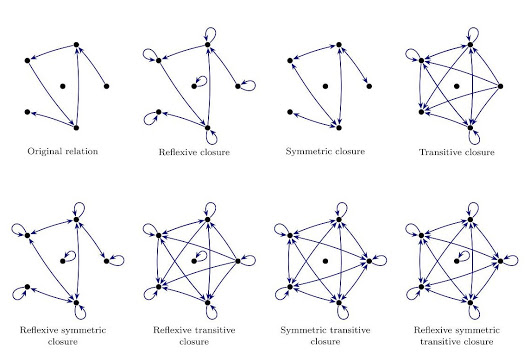 Original relation
Reflexive closure
Symmetric closure
Transitive closure
Reflexive symmetric
closure
Reflexive transitive
closure
Symmetric transitive
closure
Reflexive symmetric
transitive closure